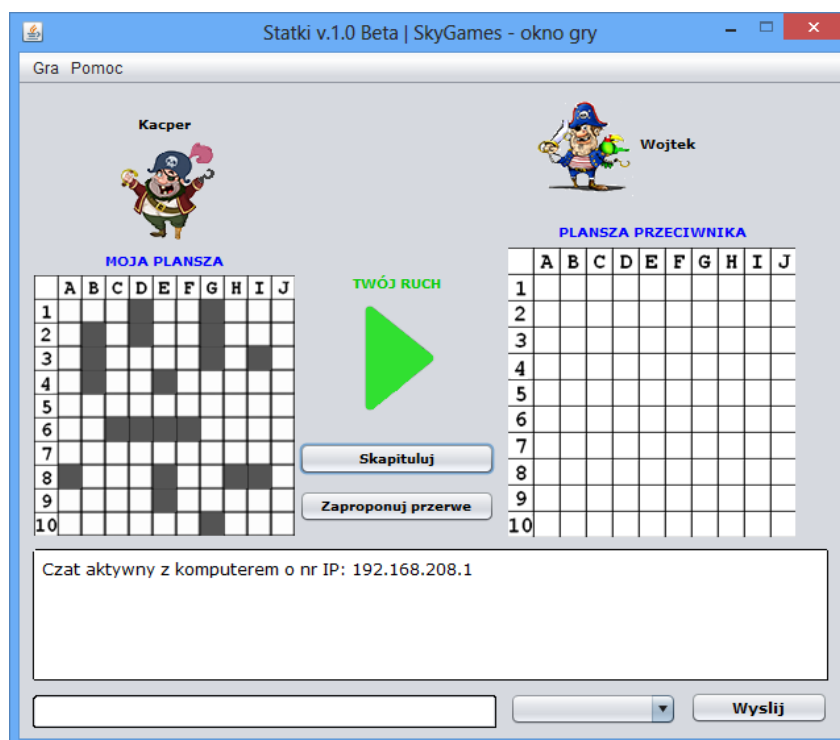 Statki v.1.0 Beta | SkyGames - okno gry
Gra Pomoc
Kacper
Wojtek
MOJA PLANSZA
A B C D E F G H I J
1
2
3
4
5
6
7
8
9
10
TWÓJ RUCH
Skapituluj
Zaproponuj przerwe
PLANSZA PRZECIWNIKA
A B C D E F G H I J
1
2
3
4
5
6
7
8
9
10
Czat aktywny z komputerem o nr IP: 192.168.208.1
Wyslij